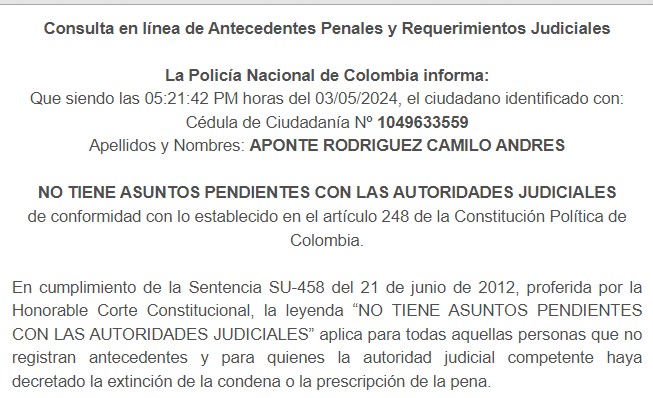 Consulta en línea de Antecedentes Penales y Requerimientos Judiciales
La Policía Nacional de Colombia informa:
Que siendo las 05:21:42 PM horas del 03/05/2024, el ciudadano identificado con:
Cédula de Ciudadanía Nº 1049633559
Apellidos y Nombres: APONTE RODRIGUEZ CAMILO ANDRES
NO TIENE ASUNTOS PENDIENTES CON LAS AUTORIDADES JUDICIALES
de conformidad con lo establecido en el artículo 248 de la Constitución Política de
Colombia.
En cumplimiento de la Sentencia SU-458 del 21 de junio de 2012, proferida por la
Honorable Corte Constitucional, la leyenda “NO TIENE ASUNTOS PENDIENTES
CON LAS AUTORIDADES JUDICIALES” aplica para todas aquellas personas que no
registran antecedentes y para quienes la autoridad judicial competente haya
decretado la extinción de la condena o la prescripción de la pena.